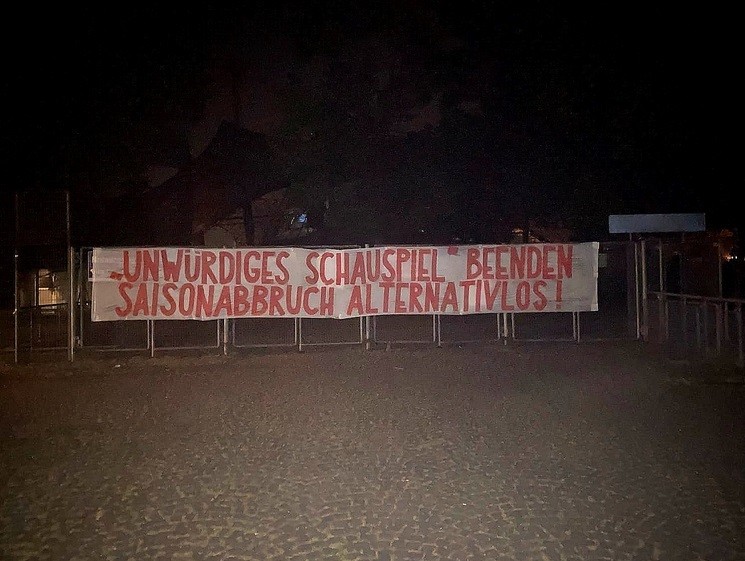 „UNWÜRDIGES SCHAUSPIEL“ BEENDEN
SAISONABBRUCH ALTERNATIVLOS!